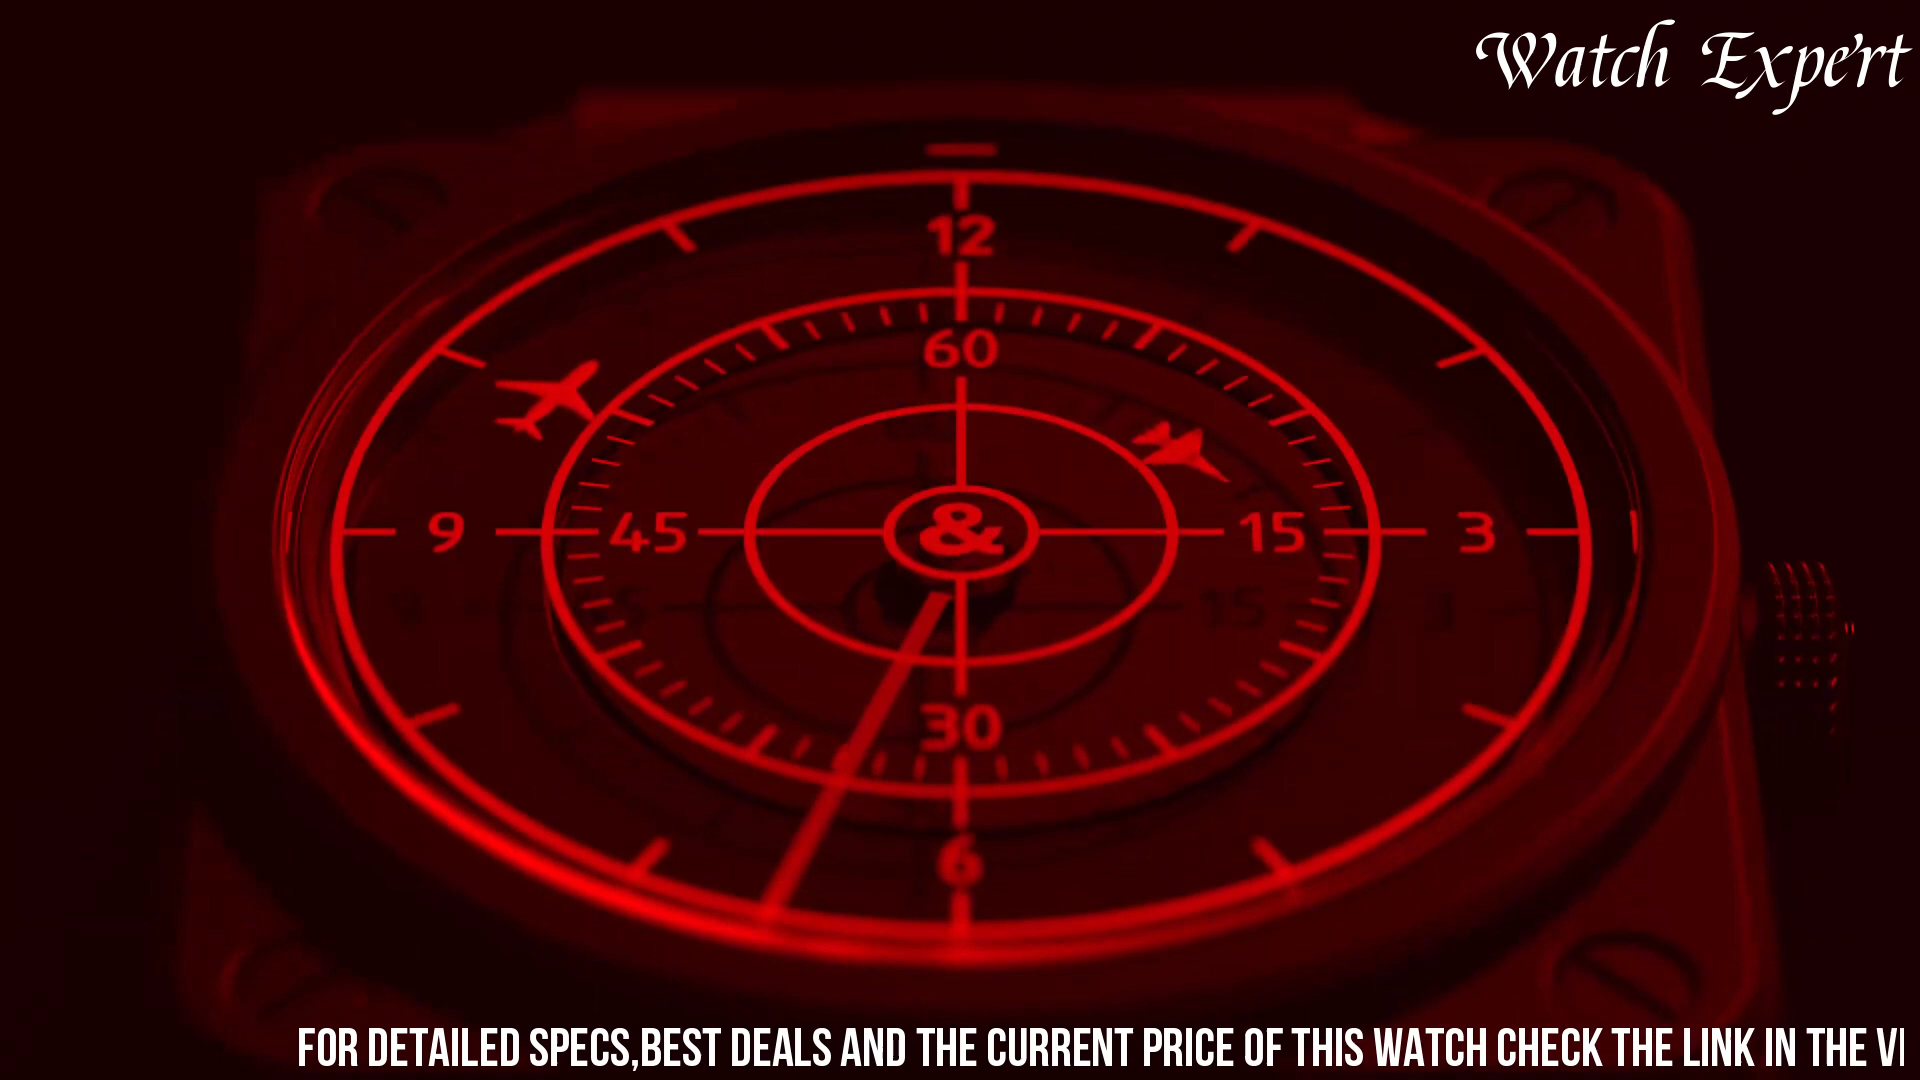 Watch Expert
12
60
9 45 & 15 3
30
6
FOR DETAILED SPECS,BEST DEALS AND THE CURRENT PRICE OF THIS WATCH CHECK THE LINK IN THE